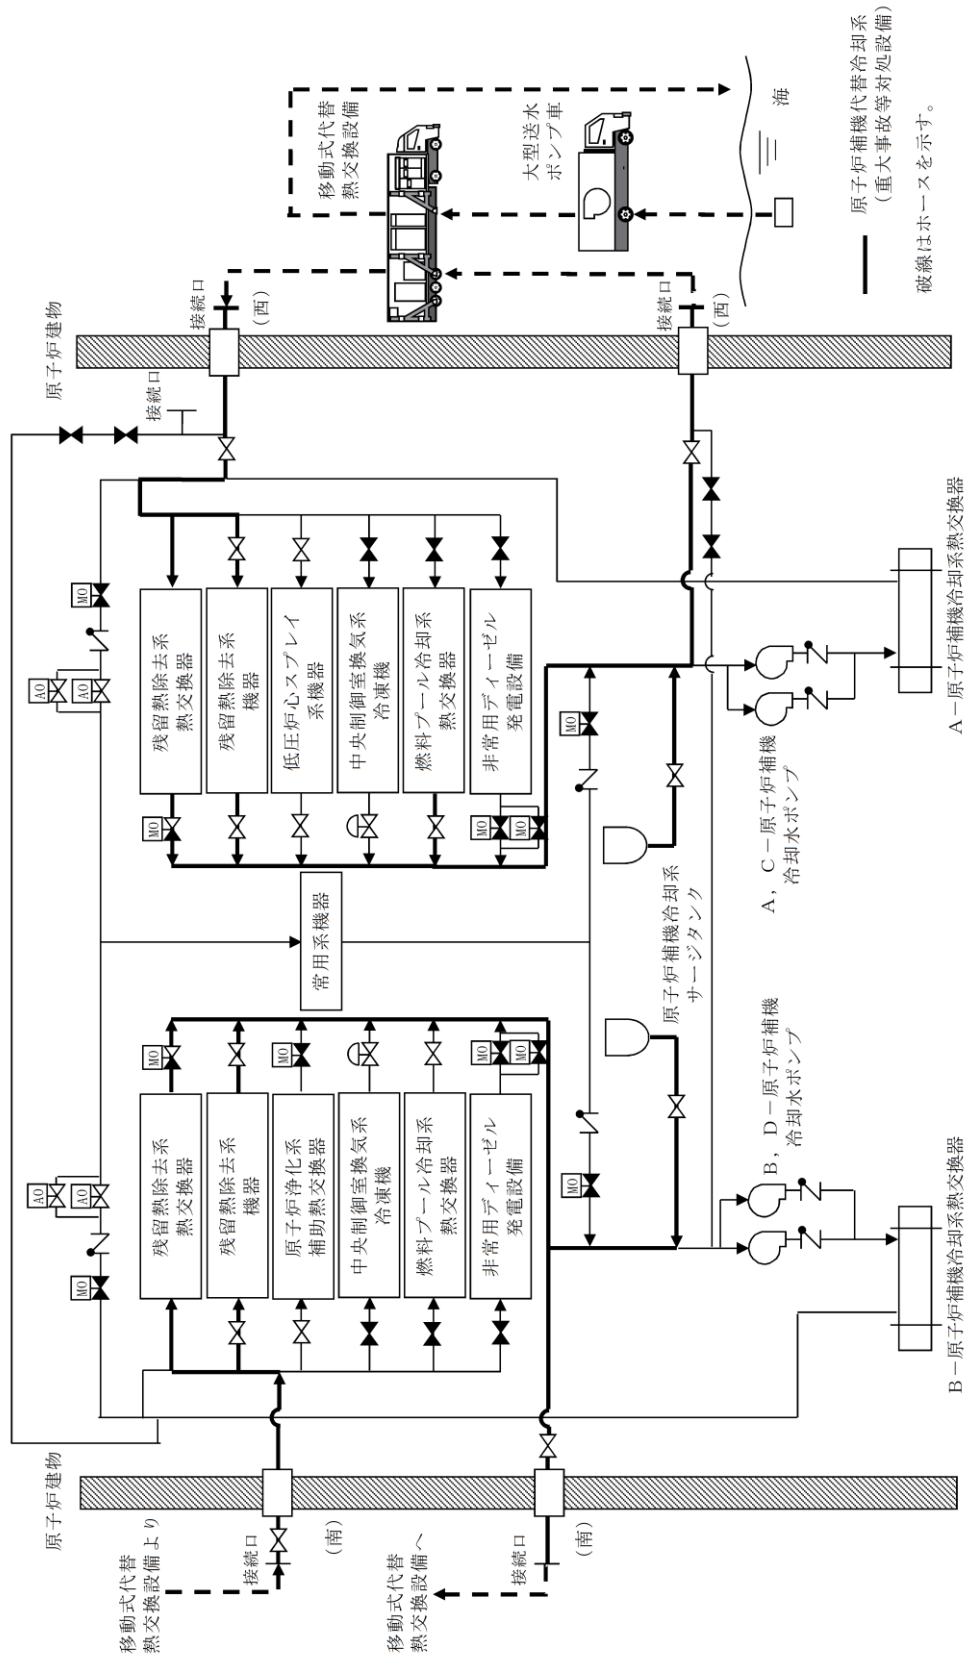 原子炉建物
移動式代替
熱交換設備より
接続口
(南)
移動式代替
熱交換設備へ
接続口
(南)
AO
AO
MO
残留熱除去系
熱交換器
MO
残留熱除去系
機器
原子炉浄化系
補助熱交換器
MO
中央制御室換気系
冷凍機
燃料プール冷却系
熱交換器
非常用ディーゼル
発電設備
MO
MO
MO
B,D-原子炉補機
冷却水ポンプ
B-原子炉補機冷却系熱交換器
常用系機器
原子炉補機冷却系
サージタンク
AO
AO
MO
残留熱除去系
熱交換器
MO
残留熱除去系
機器
低圧炉心スプレイ
系機器
中央制御室換気系
冷凍機
燃料プール冷却系
熱交換器
非常用ディーゼル
発電設備
MO
MO
MO
A,C-原子炉補機
冷却水ポンプ
A-原子炉補機冷却系熱交換器
原子炉建物
接続口
接続口
(西)
接続口
(西)
移動式代替
熱交換設備
大型送水
ポンプ車
海
原子炉補機代替冷却系
(重大事故等対処設備)
破線はホースを示す。